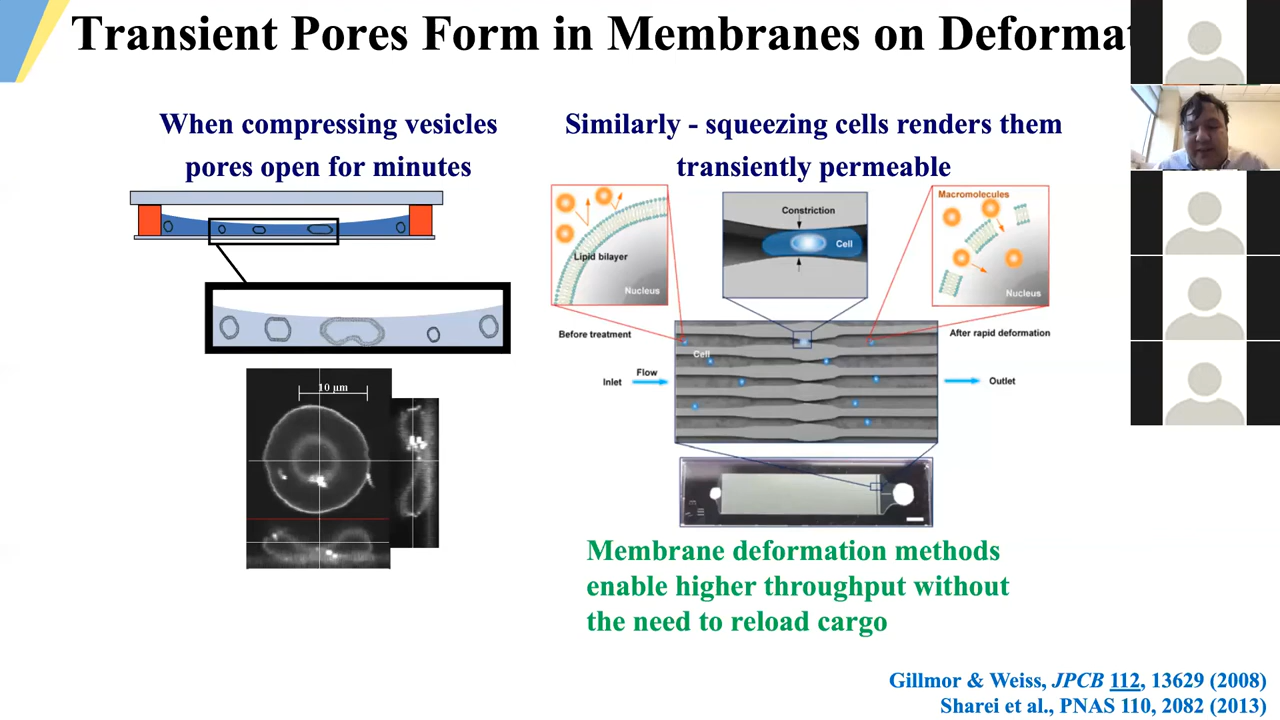 Transient Pores Form in Membranes on Deformat
When compressing vesicles
pores open for minutes
10 μm
Similarly - squeezing cells renders them
transiently permeable
Lipid bilayer
Nucleus
Constriction
Cell
Macromolecules
Nucleus
Before treatment
After rapid deformation
Cell
Flow
Inlet
Outlet
Membrane deformation methods
enable higher throughput without
the need to reload cargo
Gillmor & Weiss, JPCB 112, 13629 (2008)
Sharei et al., PNAS 110, 2082 (2013)